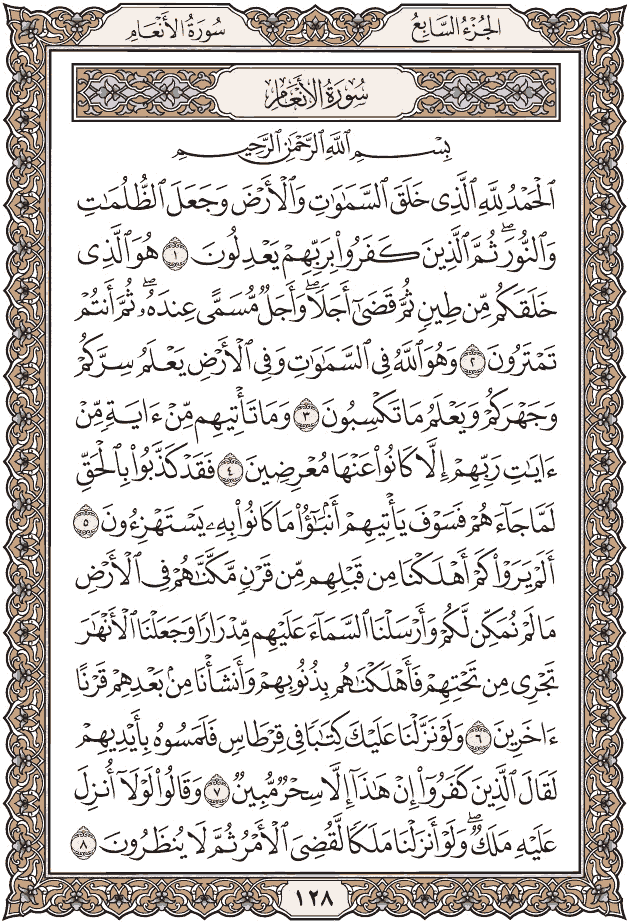 الجُزْءُ السَّابِعُ
سُورَةُ الأَنْعَام
سُورَةُ الأَنْعَامِ
بِسْمِ ٱللَّهِ ٱلرَّحْمَٰنِ ٱلرَّحِيمِ
ٱلْحَمْدُ لِلَّهِ ٱلَّذِى خَلَقَ ٱلسَّمَٰوَٰتِ وَٱلْأَرْضَ وَجَعَلَ ٱلظُّلُمَٰتِ
وَٱلنُّورَۖ ثُمَّ ٱلَّذِينَ كَفَرُوا۟ بِرَبِّهِمْ يَعْدِلُونَ ١ هُوَ ٱلَّذِى
خَلَقَكُم مِّن طِينٍ ثُمَّ قَضَىٰٓ أَجَلًاۖ وَأَجَلٌ مُّسَمًّى عِندَهُۥۖ ثُمَّ أَنتُمْ
تَمْتَرُونَ ٢ وَهُوَ ٱللَّهُ فِى ٱلسَّمَٰوَٰتِ وَفِى ٱلْأَرْضِ يَعْلَمُ سِرَّكُمْ
وَجَهْرَكُمْ وَيَعْلَمُ مَا تَكْسِبُونَ ٣ وَمَا تَأْتِيهِم مِّنْ ءَايَةٍ مِّنْ
ءَايَٰتِ رَبِّهِمْ إِلَّا كَانُوا۟ عَنْهَا مُعْرِضِينَ ٤ فَقَدْ كَذَّبُوا۟ بِٱلْحَقِّ
لَمَّا جَآءَهُمْ فَسَوْفَ يَأْتِيهِمْ أَنۢبَٰٓؤُا۟ مَا كَانُوا۟ بِهِۦ يَسْتَهْزِءُونَ ٥
أَلَمْ يَرَوْا۟ كَمْ أَهْلَكْنَا مِن قَبْلِهِم مِّن قَرْنٍ مَّكَّنَّٰهُمْ فِى ٱلْأَرْضِ
مَا لَمْ نُمَكِّن لَّكُمْ وَأَرْسَلْنَا ٱلسَّمَآءَ عَلَيْهِم مِّدْرَارًا وَجَعَلْنَا ٱلْأَنْهَٰرَ
تَجْرِى مِن تَحْتِهِمْ فَأَهْلَكْنَٰهُم بِذُنُوبِهِمْ وَأَنشَأْنَا مِنۢ بَعْدِهِمْ قَرْنًا
ءَاخَرِينَ ٦ وَلَوْ نَزَّلْنَا عَلَيْكَ كِتَٰبًا فِى قِرْطَاسٍ فَلَمَسُوهُ بِأَيْدِيهِمْ
لَقَالَ ٱلَّذِينَ كَفَرُوٓا۟ إِنْ هَٰذَآ إِلَّا سِحْرٌ مُّبِينٌ ٧ وَقَالُوا۟ لَوْلَآ أُنزِلَ
عَلَيْهِ مَلَكٌۖ وَلَوْ أَنزَلْنَا مَلَكًا لَّقُضِىَ ٱلْأَمْرُ ثُمَّ لَا يُنظَرُونَ ٨
١٢٨